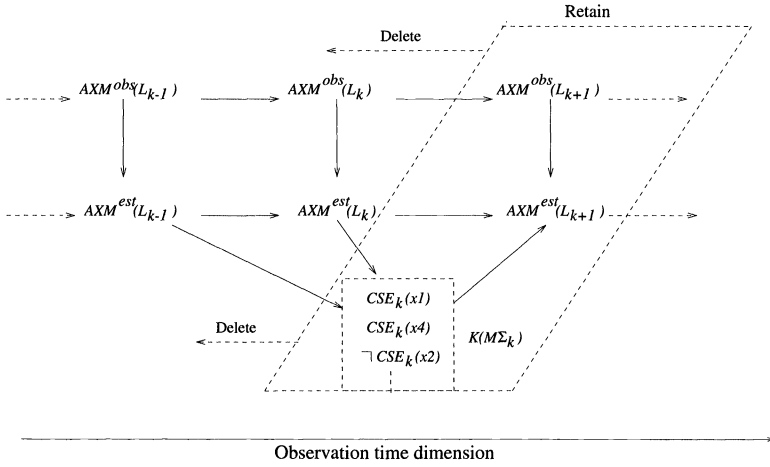 Retain
Delete
AXM^obs(L_k-1) AXM^obs(L_k) AXM^obs(L_k+1)
AXM^est(L_k-1) AXM^est(L_k) AXM^est(L_k+1)
CSE_k(x1)
CSE_k(x4)
¬CSE_k(x2)
K(MΣ_k)
Delete
Observation time dimension